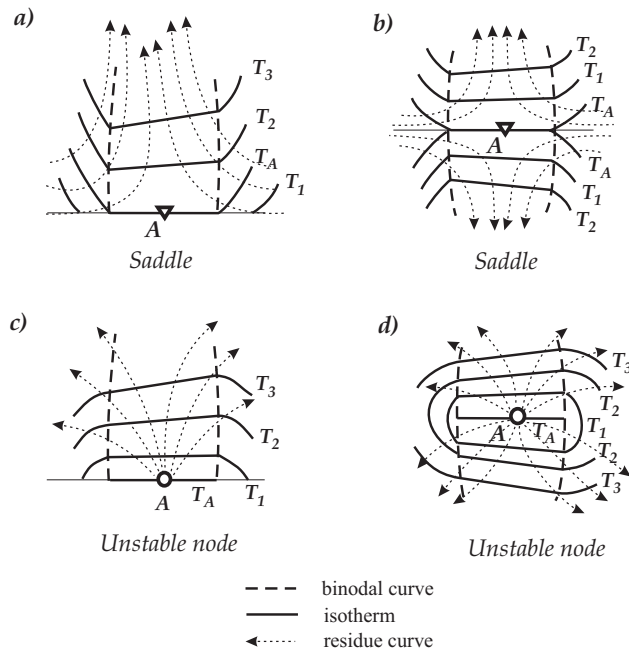 a)
T3
T2
TA
T1
A
Saddle
b)
T2
T1
TA
A
TA
T1
T2
Saddle
c)
T3
T2
A
TA
T1
Unstable node
d)
T3
T2
A
TA
T1
T2
T3
Unstable node
binodal curve
isotherm
residue curve